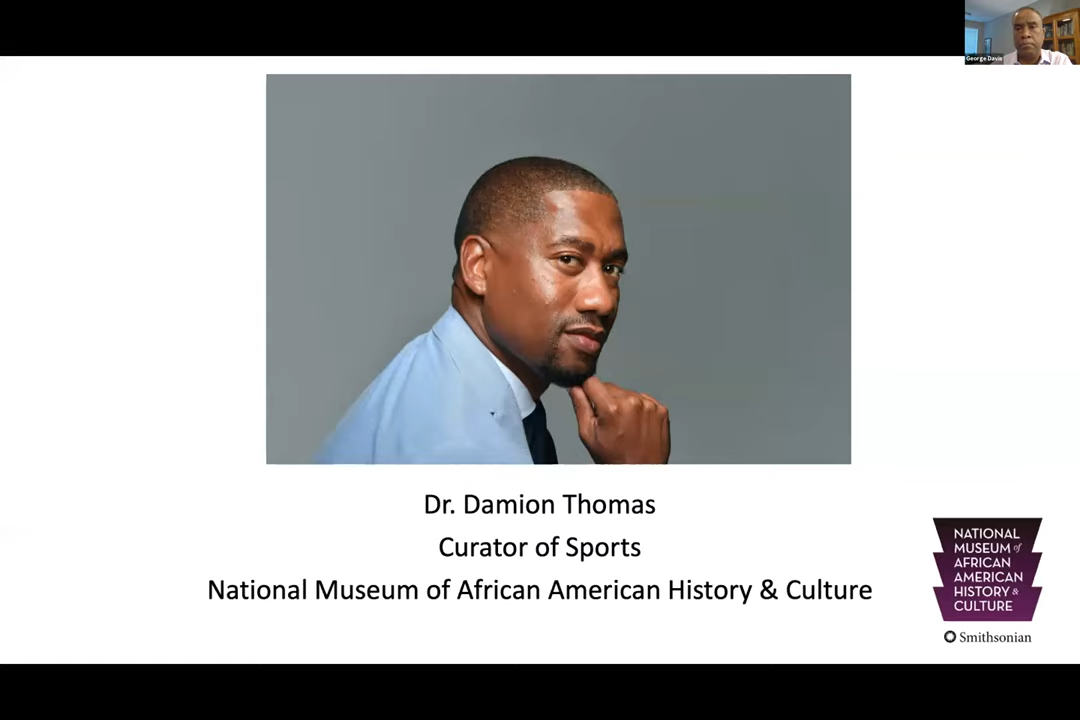 George Davis
Dr. Damion Thomas
Curator of Sports
National Museum of African American History & Culture
NATIONAL
MUSEUM of
AFRICAN
AMERICAN
HISTORY &
CULTURE
Smithsonian